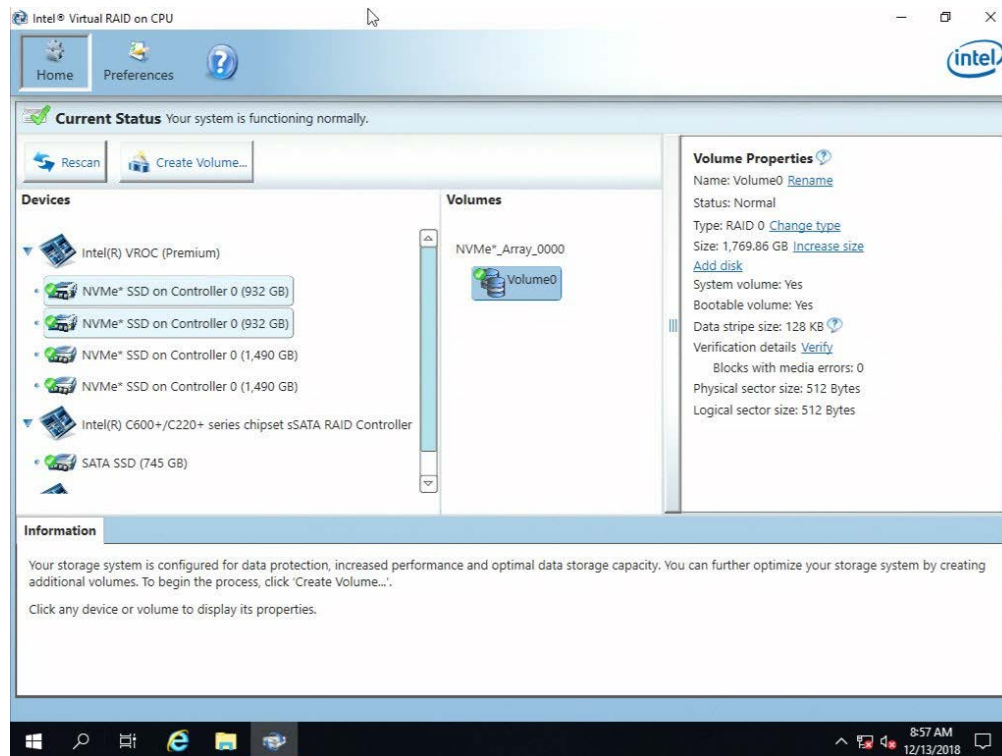 Intel® Virtual RAID on CPU
Home
Preferences
intel
Current Status Your system is functioning normally.
Rescan
Create Volume...
Devices
Intel(R) VROC (Premium)
NVMe* SSD on Controller 0 (932 GB)
NVMe* SSD on Controller 0 (932 GB)
NVMe* SSD on Controller 0 (1,490 GB)
NVMe* SSD on Controller 0 (1,490 GB)
Intel(R) C600+/C220+ series chipset sSATA RAID Controller
SATA SSD (745 GB)
Volumes
NVMe*_Array_0000
Volume0
Volume Properties
Name: Volume0 Rename
Status: Normal
Type: RAID 0 Change type
Size: 1,769.86 GB Increase size
Add disk
System volume: Yes
Bootable volume: Yes
Data stripe size: 128 KB
Verification details Verify
Blocks with media errors: 0
Physical sector size: 512 Bytes
Logical sector size: 512 Bytes
Information
Your storage system is configured for data protection, increased performance and optimal data storage capacity. You can further optimize your storage system by creating
additional volumes. To begin the process, click 'Create Volume...'.
Click any device or volume to display its properties.
8:57 AM
12/13/2018